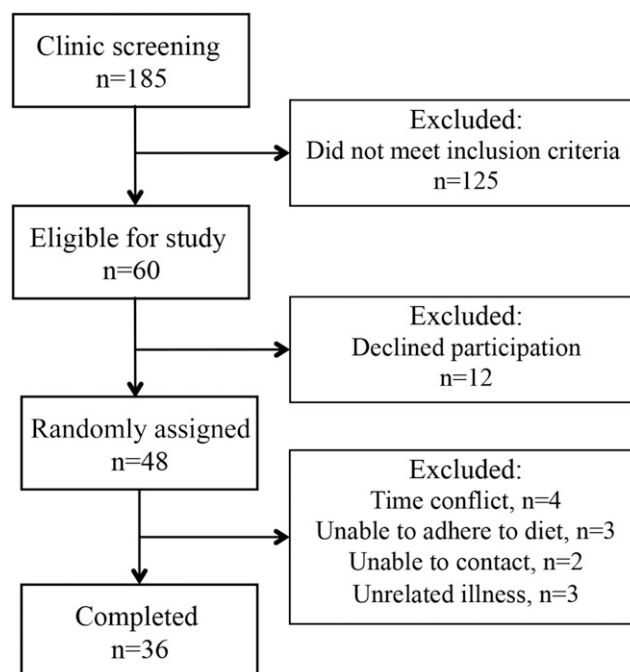 Clinic screening
n=185
Excluded:
Did not meet inclusion criteria
n=125
Eligible for study
n=60
Excluded:
Declined participation
n=12
Randomly assigned
n=48
Excluded:
Time conflict, n=4
Unable to adhere to diet, n=3
Unable to contact, n=2
Unrelated illness, n=3
Completed
n=36